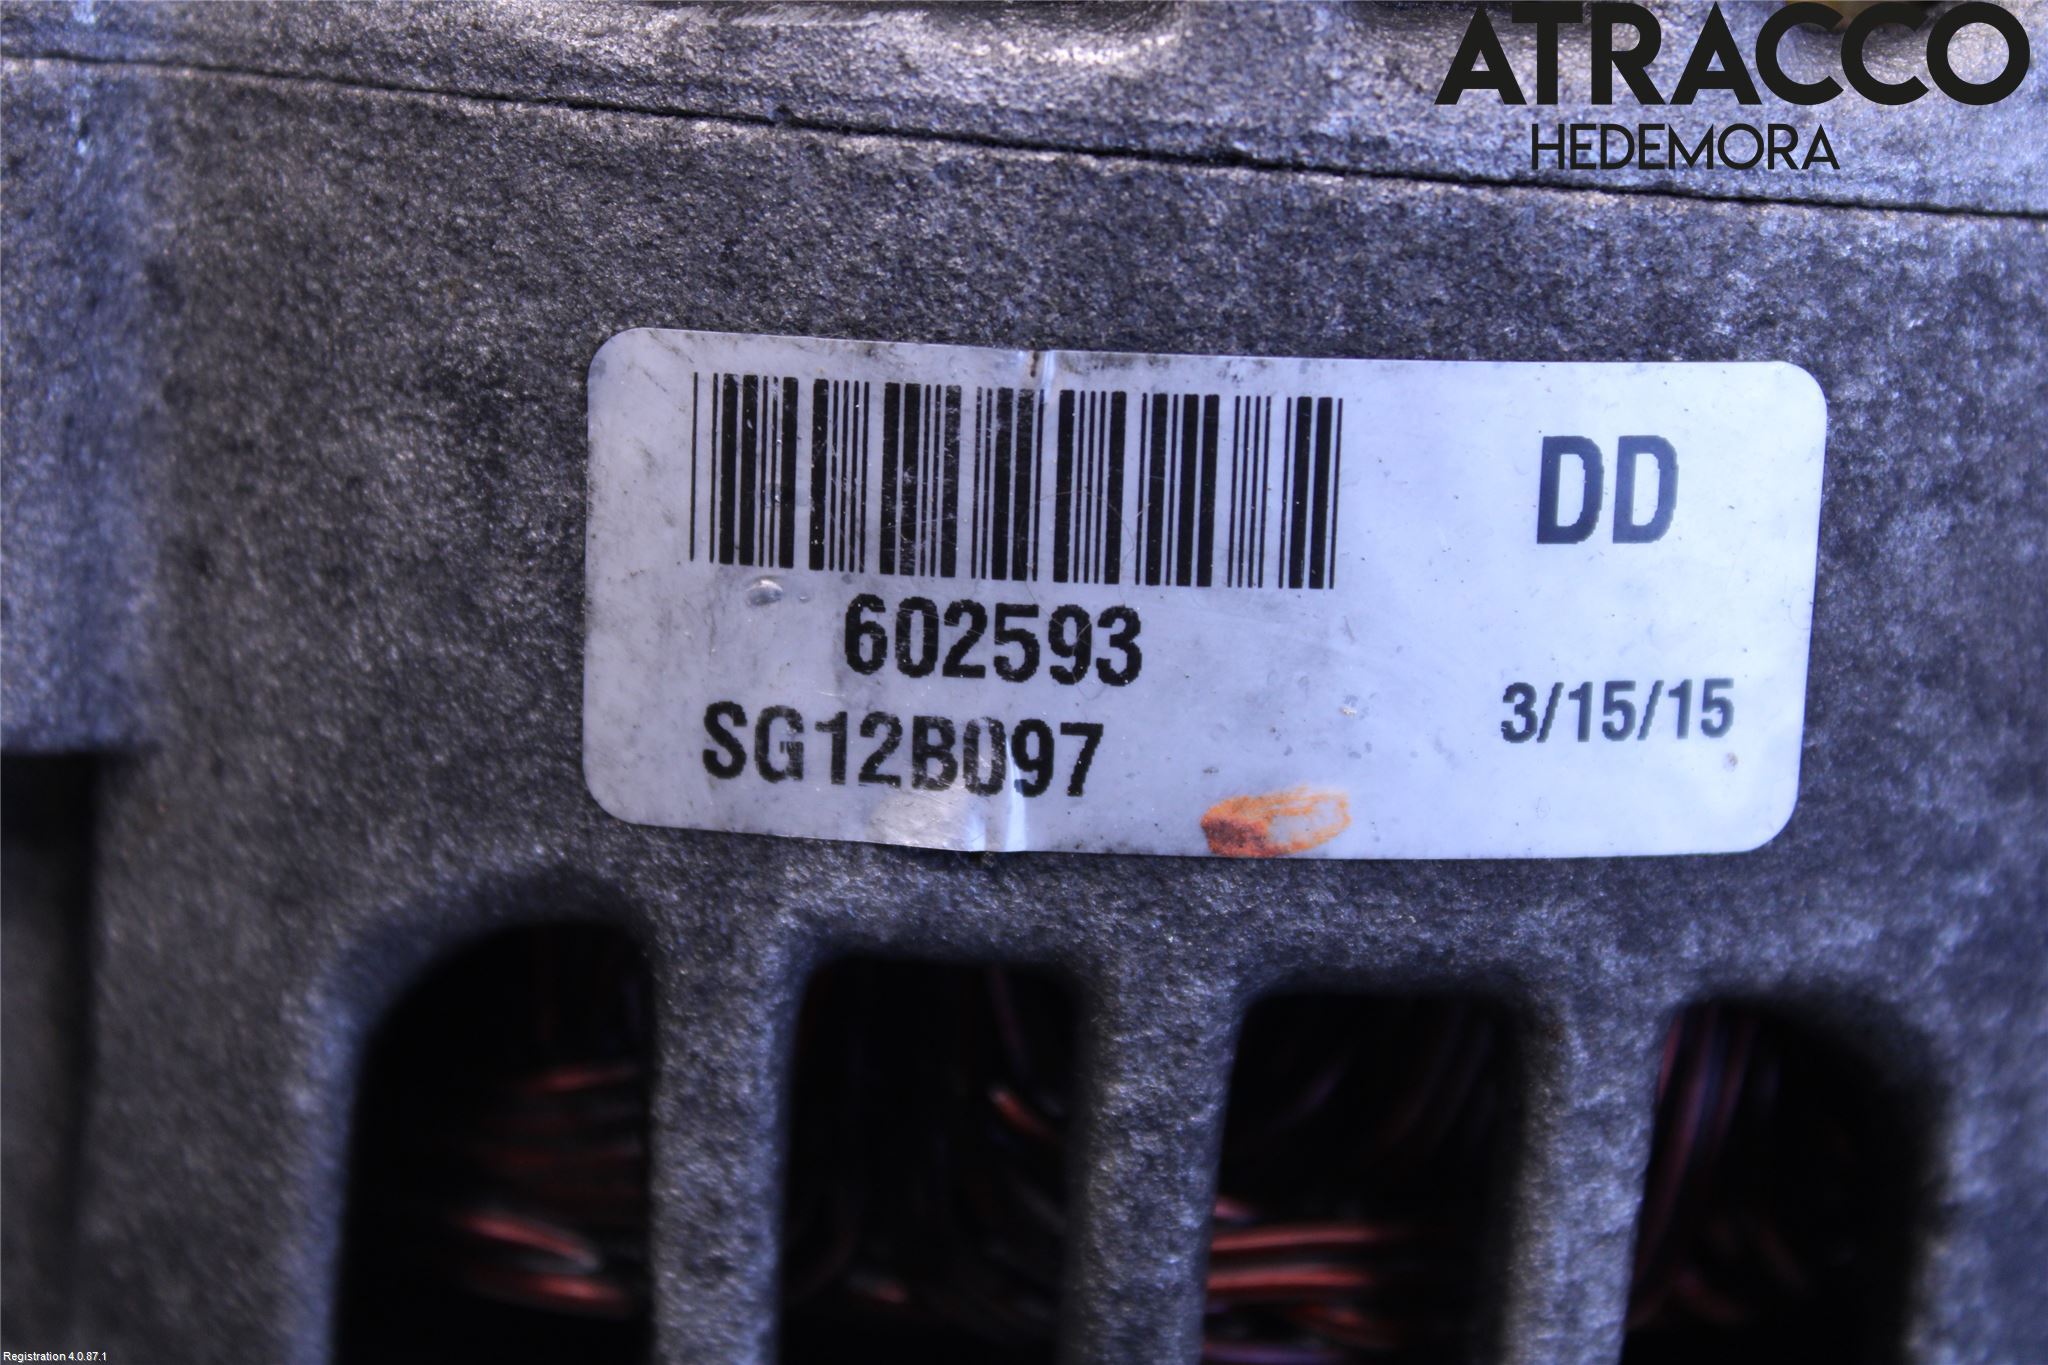 ATRACCO
HEDEMORA
DD
602593
SG12B097
3/15/15
Registration 4.0.87.1